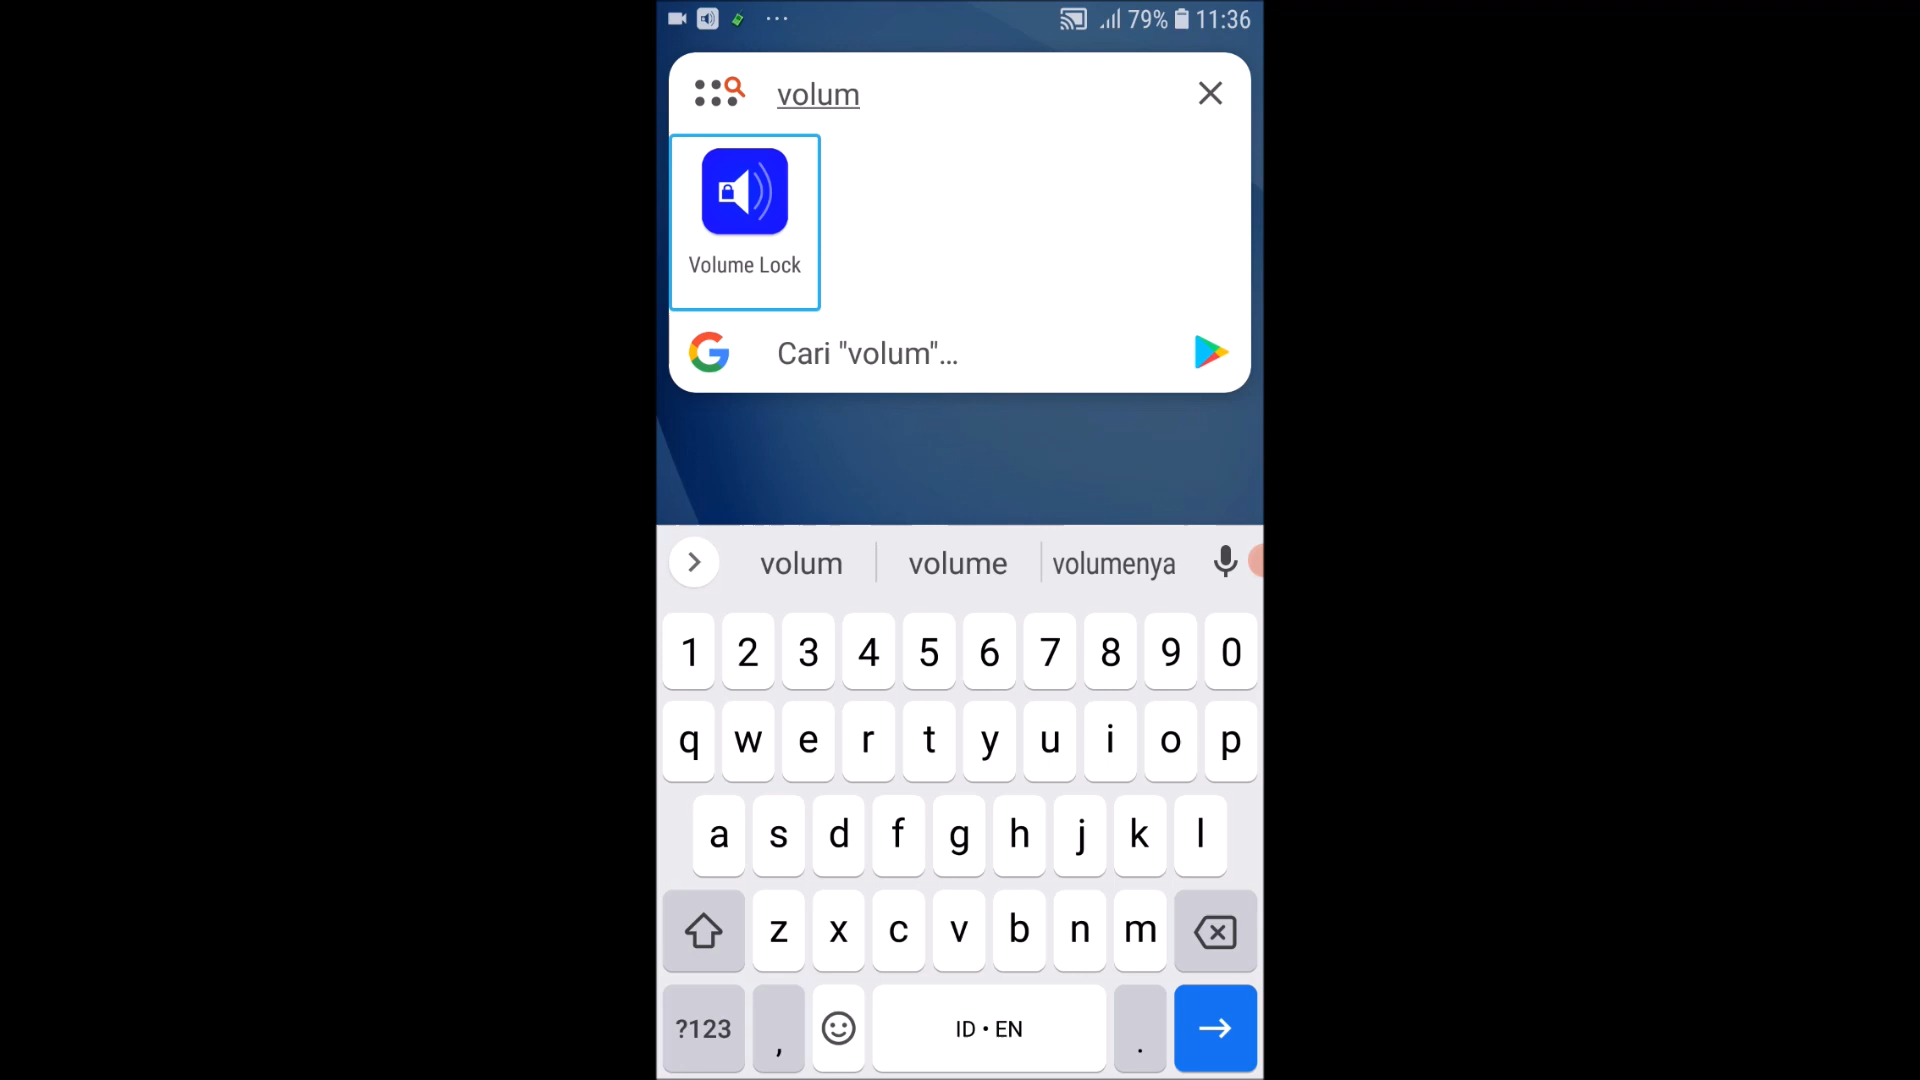 79% 11:36
volum
Volume Lock
Cari "volum"...
volum volume volumenya
1 2 3 4 5 6 7 8 9 0
q w e r t y u i o p
a s d f g h j k l
z x c v b n m
?123 , ID • EN .